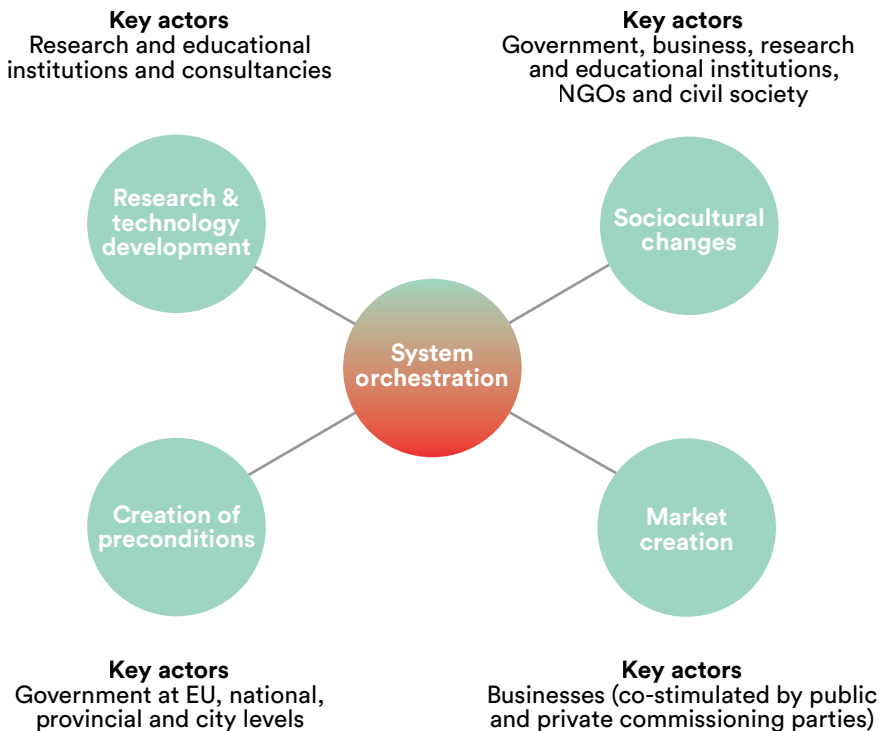 Key actors
Research and educational
institutions and consultancies
Key actors
Government, business, research
and educational institutions,
NGOs and civil society
Research &
technology
development
Sociocultural
changes
System
orchestration
Creation of
preconditions
Market
creation
Key actors
Government at EU, national,
provincial and city levels
Key actors
Businesses (co-stimulated by public
and private commissioning parties)